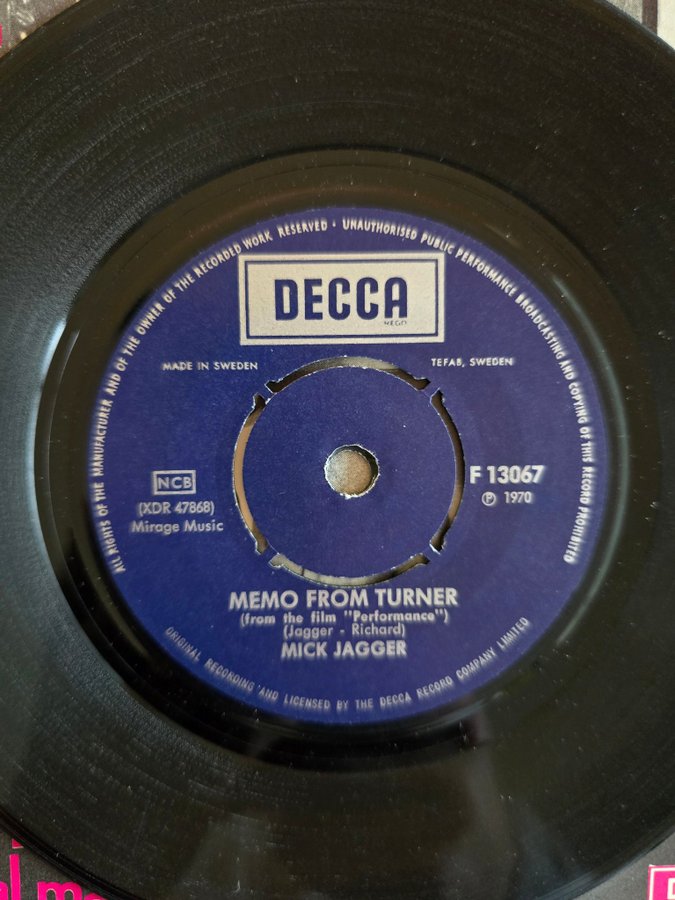 ALL RIGHTS OF THE MANUFACTURER AND OF THE OWNER OF THE RECORDED WORK RESERVED · UNAUTHORISED PUBLIC PERFORMANCE BROADCASTING AND COPYING OF THIS RECORD PROHIBITED
DECCA
REGD
MADE IN SWEDEN
TEFAB, SWEDEN
NCB
(XDR 47868)
Mirage Music
F 13067
℗ 1970
MEMO FROM TURNER
(from the film "Performance")
(Jagger - Richard)
MICK JAGGER
ORIGINAL RECORDING AND LICENSED BY THE DECCA RECORD COMPANY LIMITED